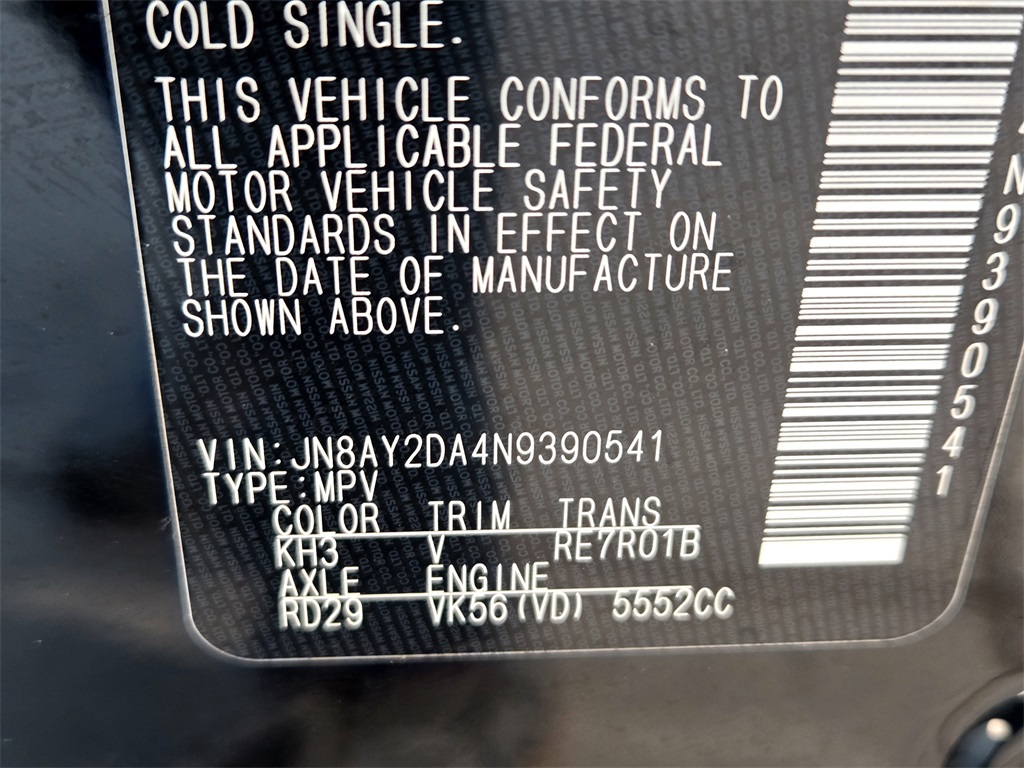 COLD SINGLE.
THIS VEHICLE CONFORMS TO
ALL APPLICABLE FEDERAL
MOTOR VEHICLE SAFETY
STANDARDS IN EFFECT ON
THE DATE OF MANUFACTURE
SHOWN ABOVE.
VIN:JN8AY2DA4N9390541
TYPE:MPV
COLOR TRIM TRANS
KH3 V RE7R01B
AXLE ENGINE
RD29 VK56(VD) 5552CC
N9390541